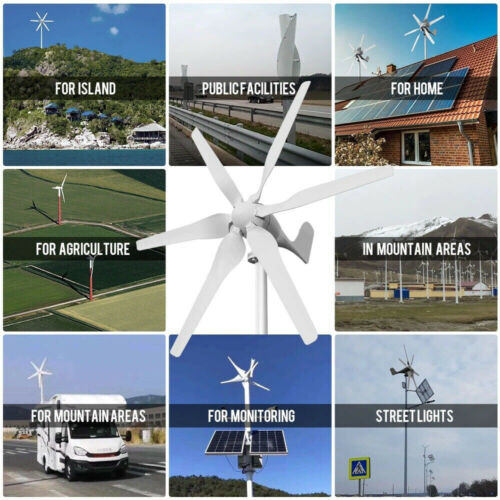 FOR ISLAND
PUBLIC FACILITIES
FOR HOME
FOR AGRICULTURE
IN MOUNTAIN AREAS
FOR MOUNTAIN AREAS
FOR MONITORING
STREET LIGHTS